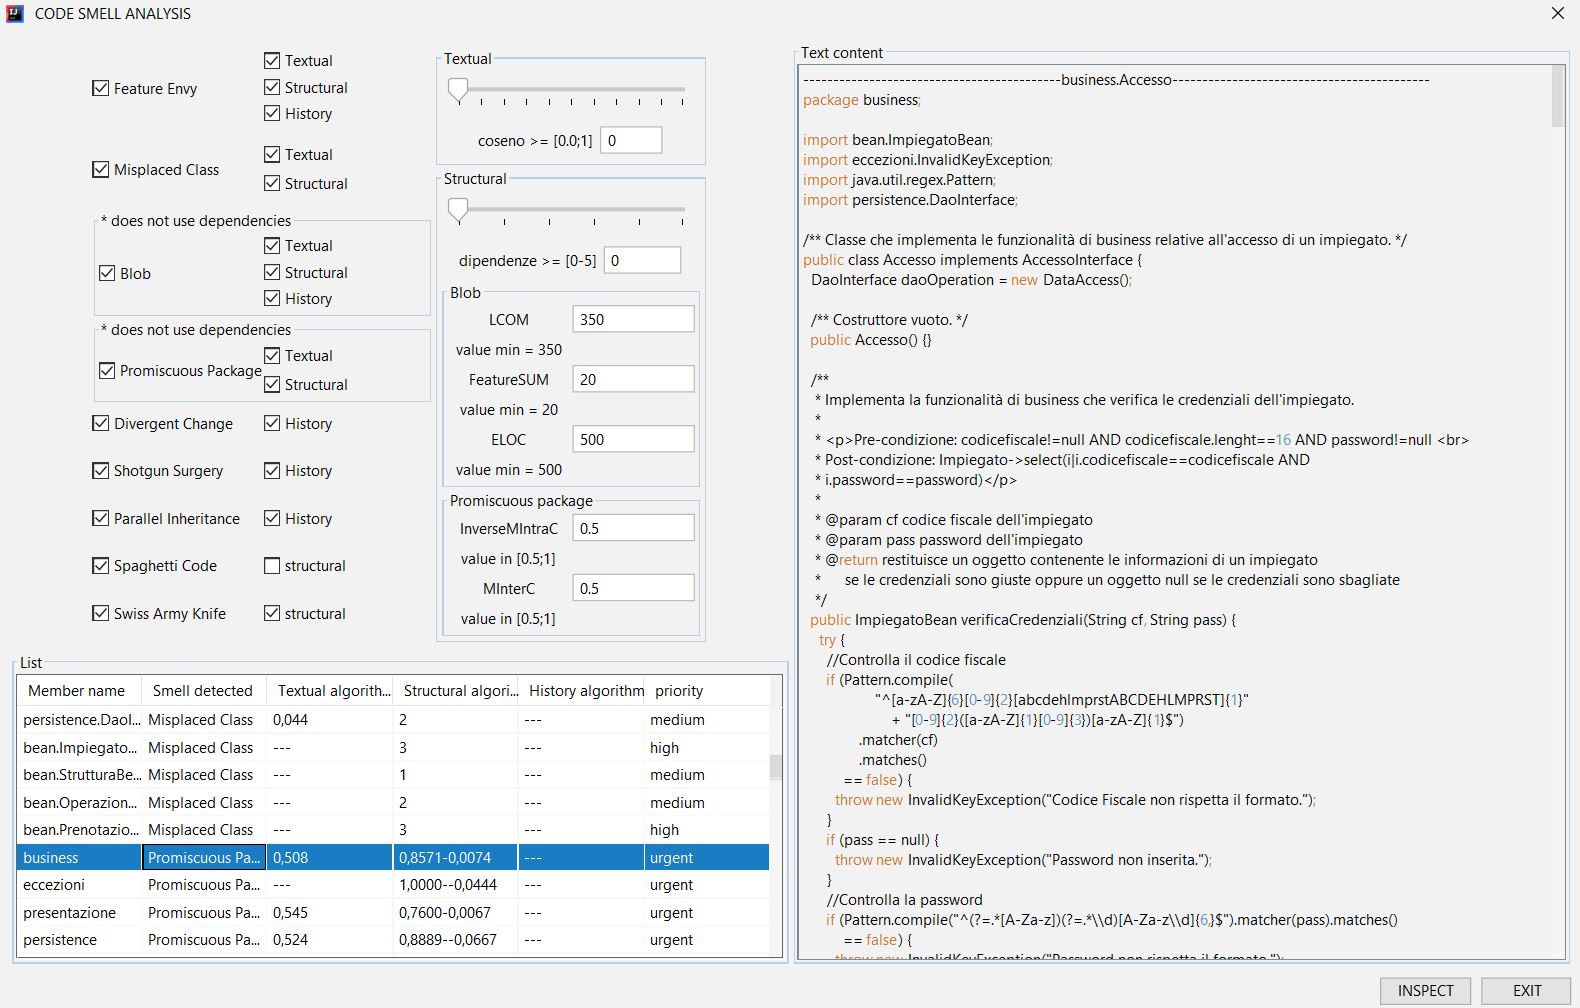 CODE SMELL ANALYSIS
Feature Envy
Textual
Structural
History
Misplaced Class
Textual
Structural
* does not use dependencies
Blob
Textual
Structural
History
* does not use dependencies
Promiscuous Package
Textual
Structural
Divergent Change
History
Shotgun Surgery
History
Parallel Inheritance
History
Spaghetti Code
structural
Swiss Army Knife
structural
Textual
coseno >= [0.0;1] 0
Structural
dipendenze >= [0-5] 0
Blob
LCOM 350
value min = 350
FeatureSUM 20
value min = 20
ELOC 500
value min = 500
Promiscuous package
InverseMIntraC 0.5
value in [0.5;1]
MInterC 0.5
value in [0.5;1]
List
Member name Smell detected Textual algorith... Structural algori... History algorithm priority
persistence.DaoI... Misplaced Class 0,044 2 --- medium
bean.Impiegato... Misplaced Class --- 3 --- high
bean.StrutturaBe... Misplaced Class --- 1 --- medium
bean.Operazion... Misplaced Class --- 2 --- medium
bean.Prenotazio... Misplaced Class --- 3 --- high
business Promiscuous Pa... 0,508 0,8571-0,0074 --- urgent
eccezioni Promiscuous Pa... --- 1,0000--0,0444 --- urgent
presentazione Promiscuous Pa... 0,545 0,7600-0,0067 --- urgent
persistence Promiscuous Pa... 0,524 0,8889--0,0667 --- urgent
Text content
------------------------------------------business.Accesso------------------------------------------
package business;
import bean.ImpiegatoBean;
import eccezioni.InvalidKeyException;
import java.util.regex.Pattern;
import persistence.DaoInterface;
/** Classe che implementa le funzionalità di business relative all'accesso di un impiegato. */
public class Accesso implements AccessoInterface {
DaoInterface daoOperation = new DataAccess();
/** Costruttore vuoto. */
public Accesso() {}
/**
* Implementa la funzionalità di business che verifica le credenziali dell'impiegato.
*
* <p>Pre-condizione: codicefiscale!=null AND codicefiscale.lenght==16 AND password!=null <br>
* Post-condizione: Impiegato->select(i|i.codicefiscale==codicefiscale AND
* i.password==password)</p>
*
* @param cf codice fiscale dell'impiegato
* @param pass password dell'impiegato
* @return restituisce un oggetto contenente le informazioni di un impiegato
* se le credenziali sono giuste oppure un oggetto null se le credenziali sono sbagliate
*/
public ImpiegatoBean verificaCredenziali(String cf, String pass) {
try {
//Controlla il codice fiscale
if (Pattern.compile(
"^[a-zA-Z]{6}[0-9]{2}[abcdehlmprstABCDEHLMPRST]{1}"
+ "[0-9]{2}([a-zA-Z]{1}[0-9]{3})[a-zA-Z]{1}$")
.matcher(cf)
.matches()
== false) {
throw new InvalidKeyException("Codice Fiscale non rispetta il formato.");
}
if (pass == null) {
throw new InvalidKeyException("Password non inserita.");
}
//Controlla la password
if (Pattern.compile("^(?=.*[A-Za-z])(?=.*\\d)[A-Za-z\\d]{6,}$").matcher(pass).matches()
== false) {
throw new InvalidKeyException("Password non rispetta il formato.");
INSPECT
EXIT